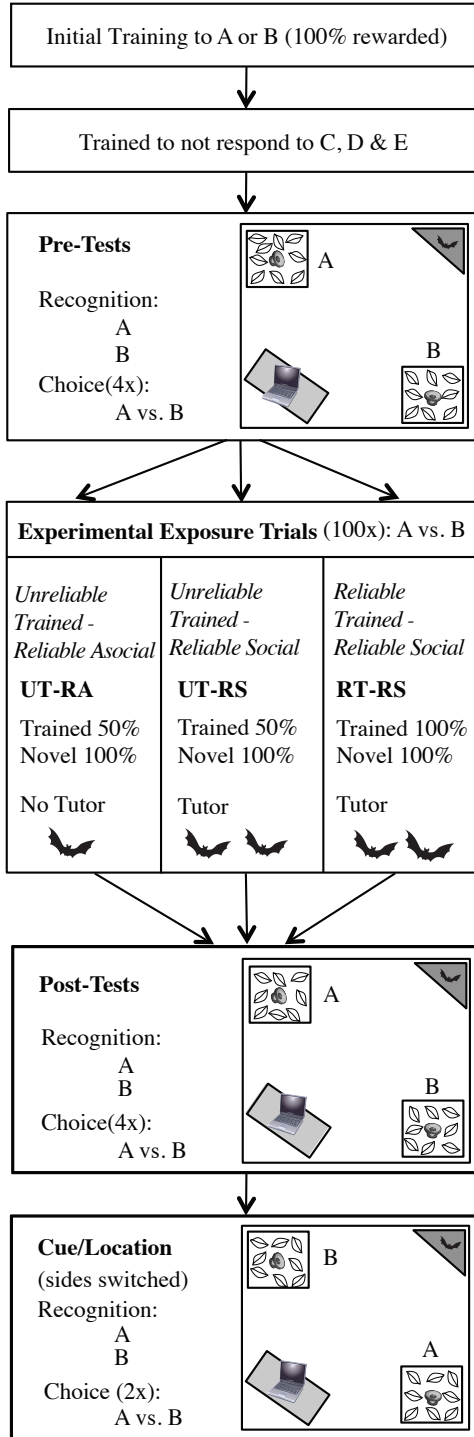 Initial Training to A or B (100% rewarded)
Trained to not respond to C, D & E
Pre-Tests
Recognition:
A
B
Choice(4x):
A vs. B
A
B
Experimental Exposure Trials (100x): A vs. B
Unreliable
Trained -
Reliable Asocial
UT-RA
Trained 50%
Novel 100%
No Tutor
Unreliable
Trained -
Reliable Social
UT-RS
Trained 50%
Novel 100%
Tutor
Reliable
Trained -
Reliable Social
RT-RS
Trained 100%
Novel 100%
Tutor
Post-Tests
Recognition:
A
B
Choice(4x):
A vs. B
A
B
Cue/Location
(sides switched)
Recognition:
A
B
Choice (2x):
A vs. B
B
A